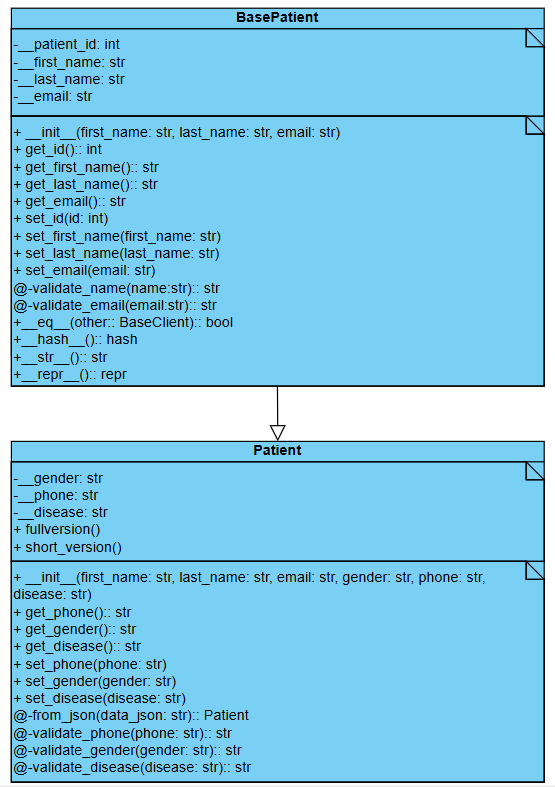 BasePatient
-__patient_id: int
-__first_name: str
-__last_name: str
-__email: str
+ __init__(first_name: str, last_name: str, email: str)
+ get_id():: int
+ get_first_name():: str
+ get_last_name():: str
+ get_email():: str
+ set_id(id: int)
+ set_first_name(first_name: str)
+ set_last_name(last_name: str)
+ set_email(email: str)
@-validate_name(name:str):: str
@-validate_email(email:str):: str
+__eq__(other:: BaseClient):: bool
+__hash__():: hash
+__str__():: str
+__repr__():: repr
Patient
-__gender: str
-__phone: str
-__disease: str
+ fullversion()
+ short_version()
+ __init__(first_name: str, last_name: str, email: str, gender: str, phone: str,
disease: str)
+ get_phone():: str
+ get_gender():: str
+ get_disease():: str
+ set_phone(phone: str)
+ set_gender(gender: str)
+ set_disease(disease: str)
@-from_json(data_json: str):: Patient
@-validate_phone(phone: str):: str
@-validate_gender(gender: str):: str
@-validate_disease(disease: str):: str